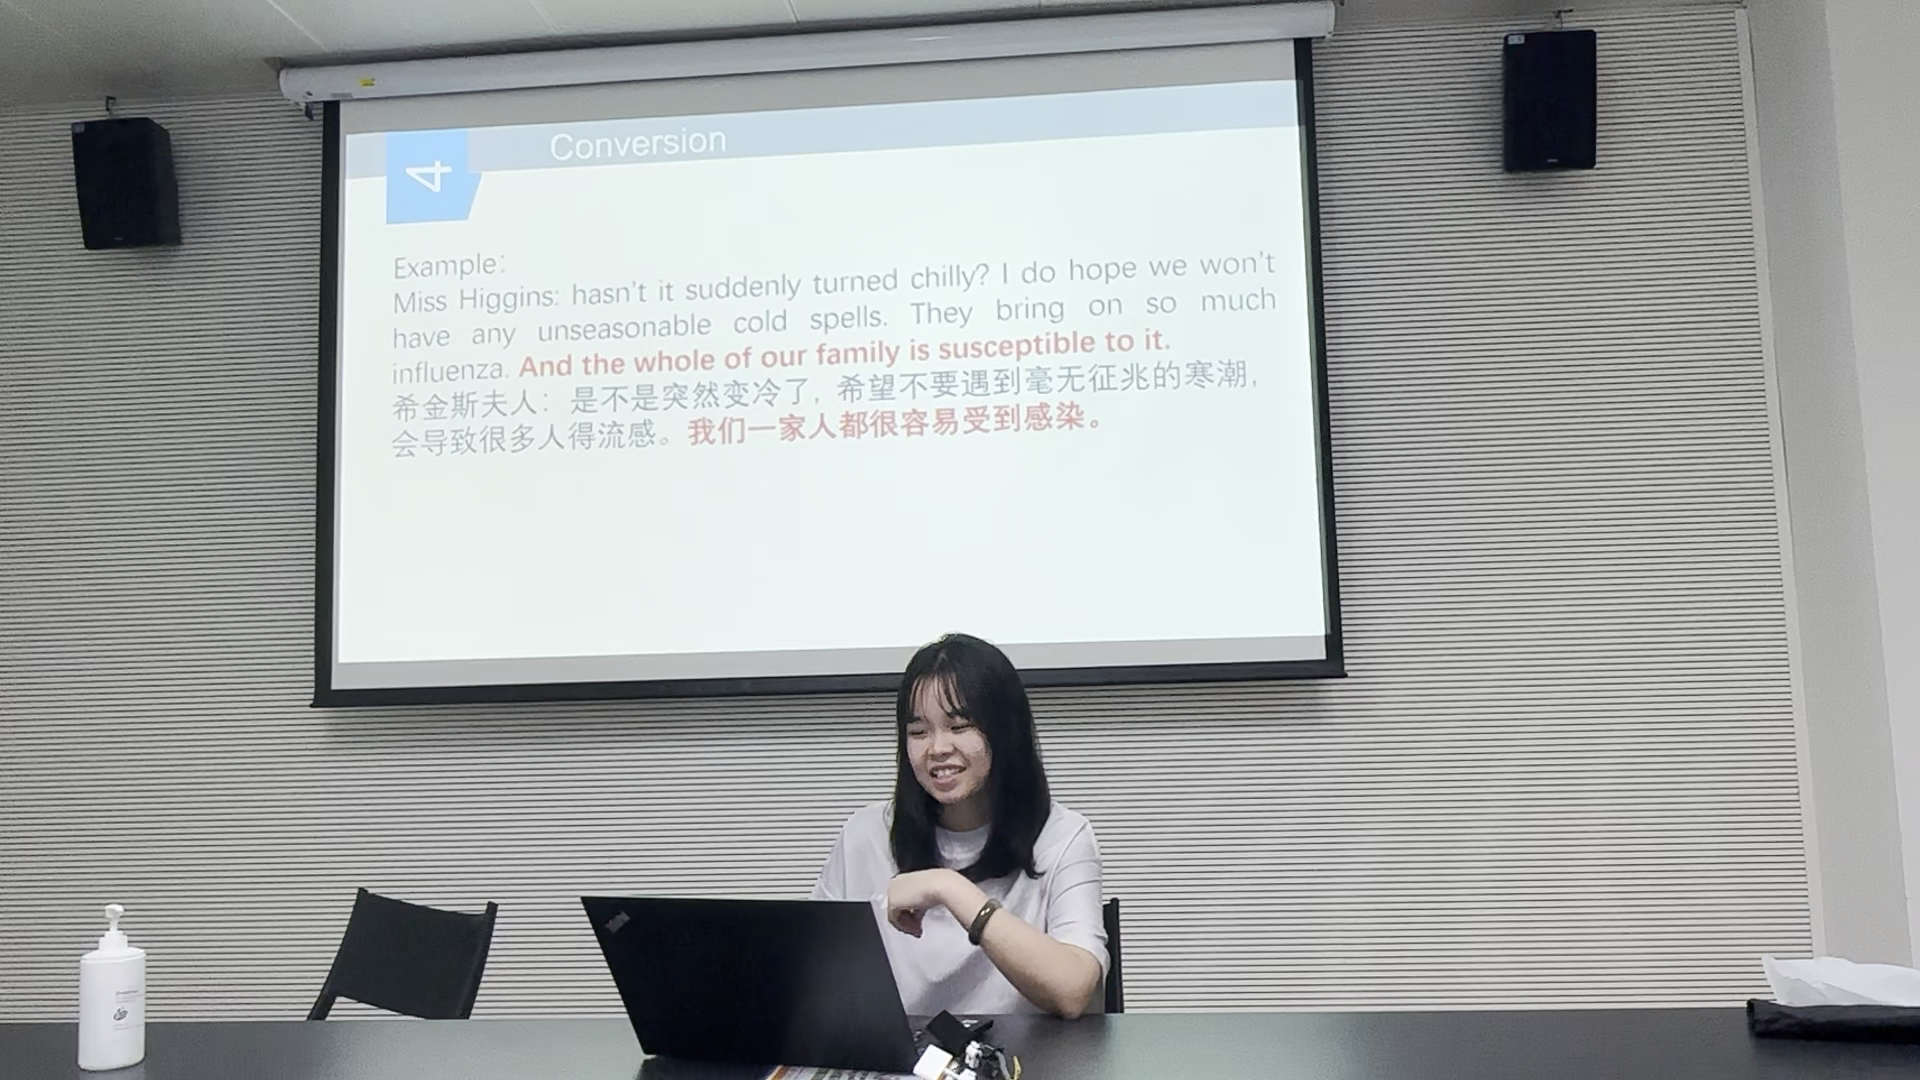 4
Conversion
Example:
Miss Higgins: hasn't it suddenly turned chilly? I do hope we won't
have any unseasonable cold spells. They bring on so much
influenza. And the whole of our family is susceptible to it.
希金斯夫人：是不是突然变冷了，希望不要遇到毫无征兆的寒潮，
会导致很多人得流感。我们一家人都很容易受到感染。